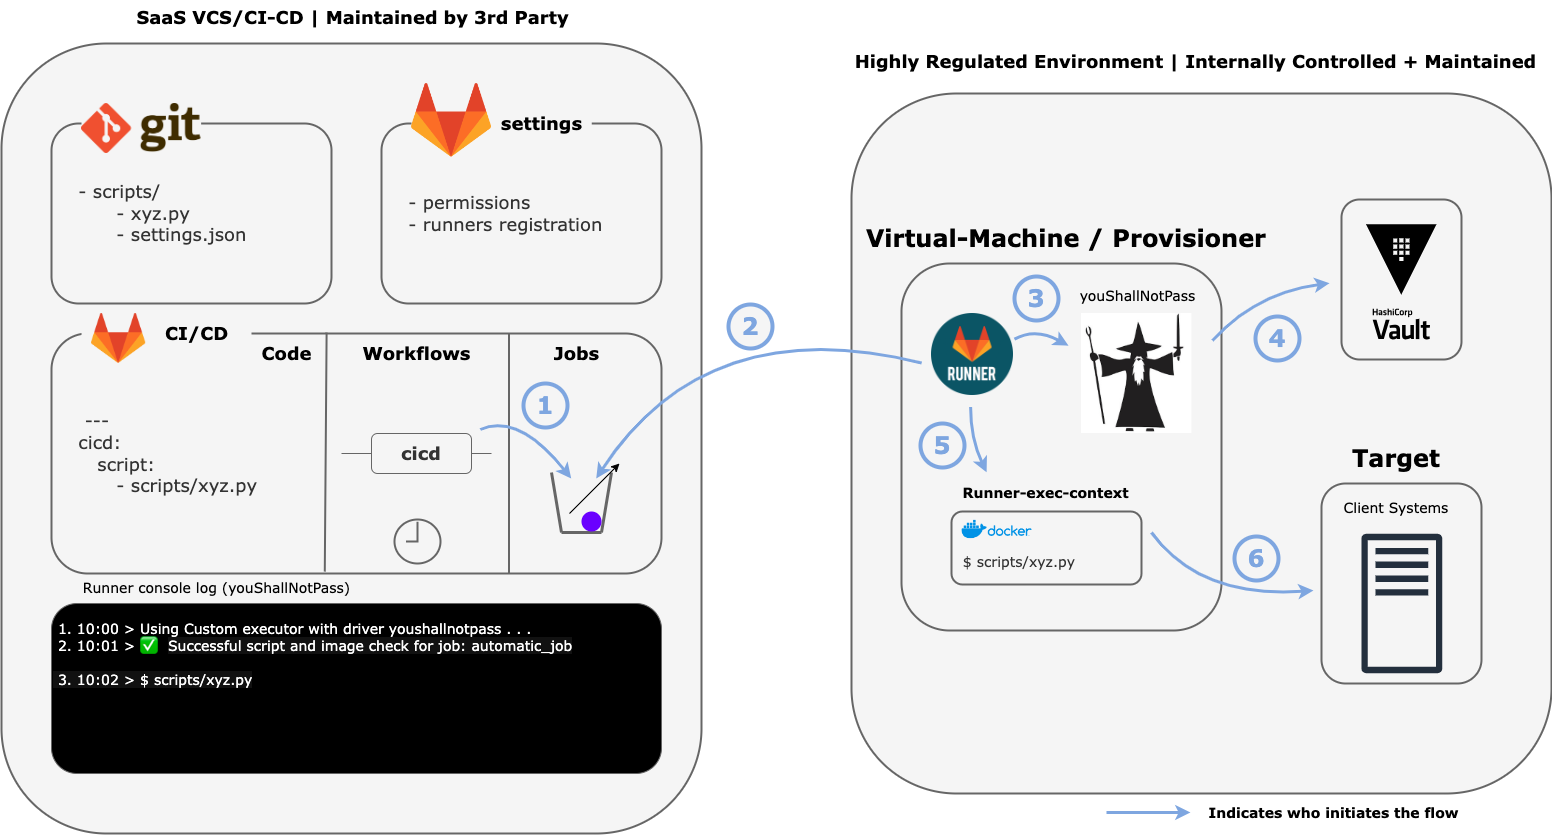 SaaS VCS/CI-CD | Maintained by 3rd Party
git
- scripts/
- xyz.py
- settings.json
settings
- permissions
- runners registration
CI/CD
Code
Workflows
Jobs
---
cicd:
script:
- scripts/xyz.py
cicd
1
Runner console log (youShallNotPass)
1. 10:00 > Using Custom executor with driver youshallnotpass . . .
2. 10:01 > ✅ Successful script and image check for job: automatic_job
3. 10:02 > $ scripts/xyz.py
2
Highly Regulated Environment | Internally Controlled + Maintained
Virtual-Machine / Provisioner
RUNNER
3
youShallNotPass
4
HashiCorp
Vault
5
Runner-exec-context
docker
$ scripts/xyz.py
6
Target
Client Systems
Indicates who initiates the flow